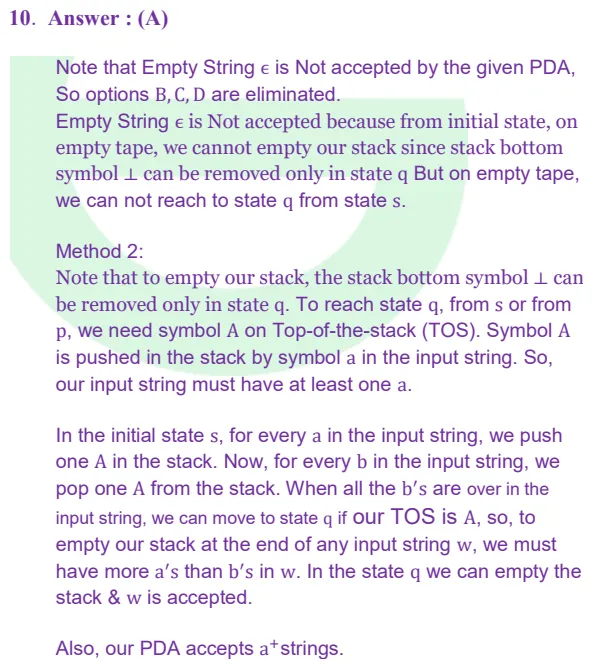 10. Answer : (A)
Note that Empty String ϵ is Not accepted by the given PDA,
So options B, C, D are eliminated.
Empty String ϵ is Not accepted because from initial state, on
empty tape, we cannot empty our stack since stack bottom
symbol ⊥ can be removed only in state q But on empty tape,
we can not reach to state q from state s.
Method 2:
Note that to empty our stack, the stack bottom symbol ⊥ can
be removed only in state q. To reach state q, from s or from
p, we need symbol A on Top-of-the-stack (TOS). Symbol A
is pushed in the stack by symbol a in the input string. So,
our input string must have at least one a.
In the initial state s, for every a in the input string, we push
one A in the stack. Now, for every b in the input string, we
pop one A from the stack. When all the b′s are over in the
input string, we can move to state q if our TOS is A, so, to
empty our stack at the end of any input string w, we must
have more a′s than b′s in w. In the state q we can empty the
stack & w is accepted.
Also, our PDA accepts a⁺strings.